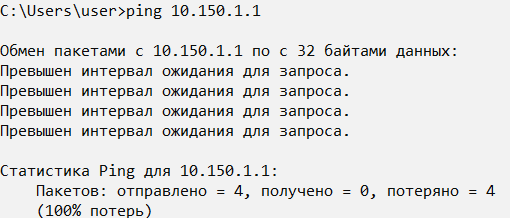 C:\Users\user>ping 10.150.1.1
Обмен пакетами с 10.150.1.1 по с 32 байтами данных:
Превышен интервал ожидания для запроса.
Превышен интервал ожидания для запроса.
Превышен интервал ожидания для запроса.
Превышен интервал ожидания для запроса.
Статистика Ping для 10.150.1.1:
Пакетов: отправлено = 4, получено = 0, потеряно = 4
(100% потерь)